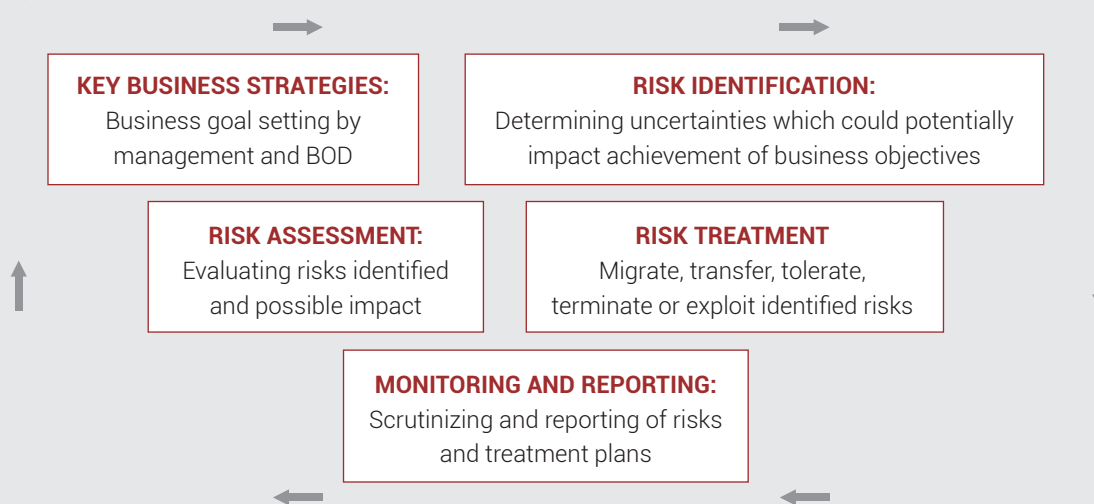 KEY BUSINESS STRATEGIES:
Business goal setting by
management and BOD
RISK IDENTIFICATION:
Determining uncertainties which could potentially
impact achievement of business objectives
RISK ASSESSMENT:
Evaluating risks identified
and possible impact
RISK TREATMENT
Migrate, transfer, tolerate,
terminate or exploit identified risks
MONITORING AND REPORTING:
Scrutinizing and reporting of risks
and treatment plans